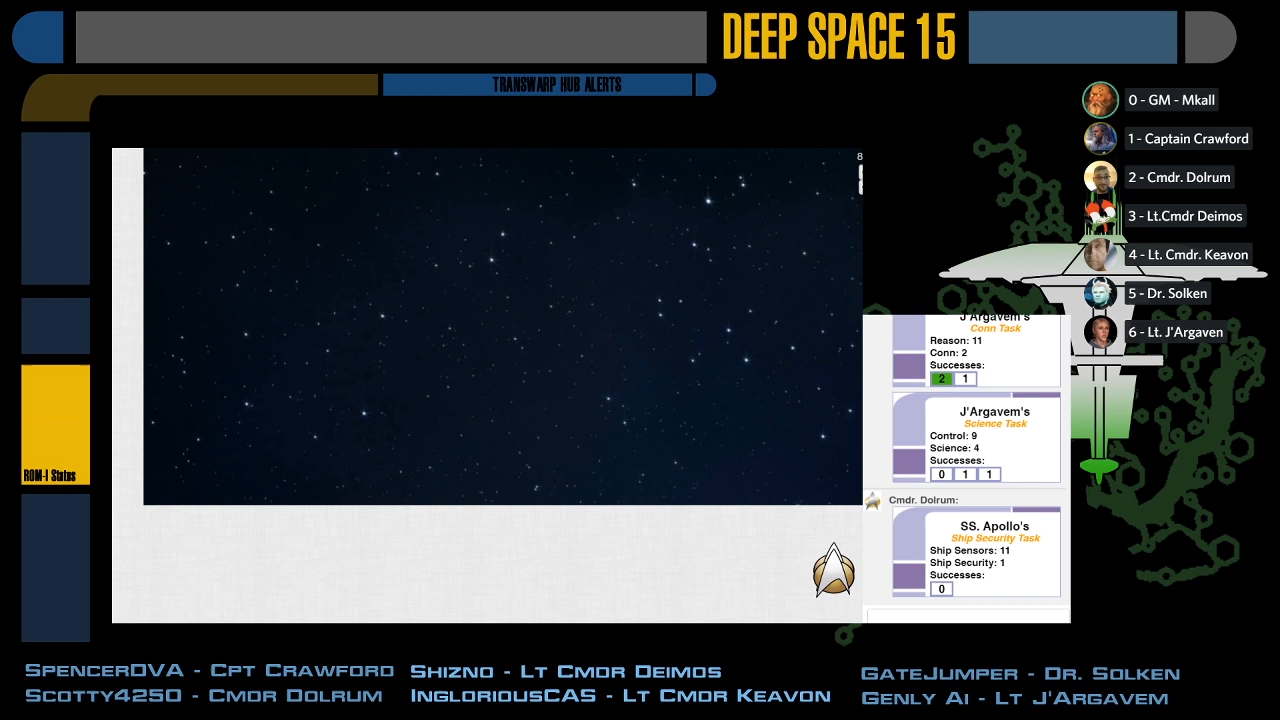 DEEP SPACE 15
TRANSWARP HUB ALERTS
0 - GM - Mkall
1 - Captain Crawford
2 - Cmdr. Dolrum
3 - Lt.Cmdr Deimos
4 - Lt. Cmdr. Keavon
5 - Dr. Solken
6 - Lt. J'Argaven
8
J'Argavem's
Conn Task
Reason: 11
Conn: 2
Successes:
2 1
J'Argavem's
Science Task
Control: 9
Science: 4
Successes:
0 1 1
Cmdr. Dolrum:
SS. Apollo's
Ship Security Task
Ship Sensors: 11
Ship Security: 1
Successes:
0
ROM-I Status
SpencerDVA - Cpt Crawford
Scotty4250 - Cmdr Dolrum
Shizno - Lt Cmdr Deimos
IngloriousCAS - Lt Cmdr Keavon
GateJumper - Dr. Solken
Genly Ai - Lt J'Argavem